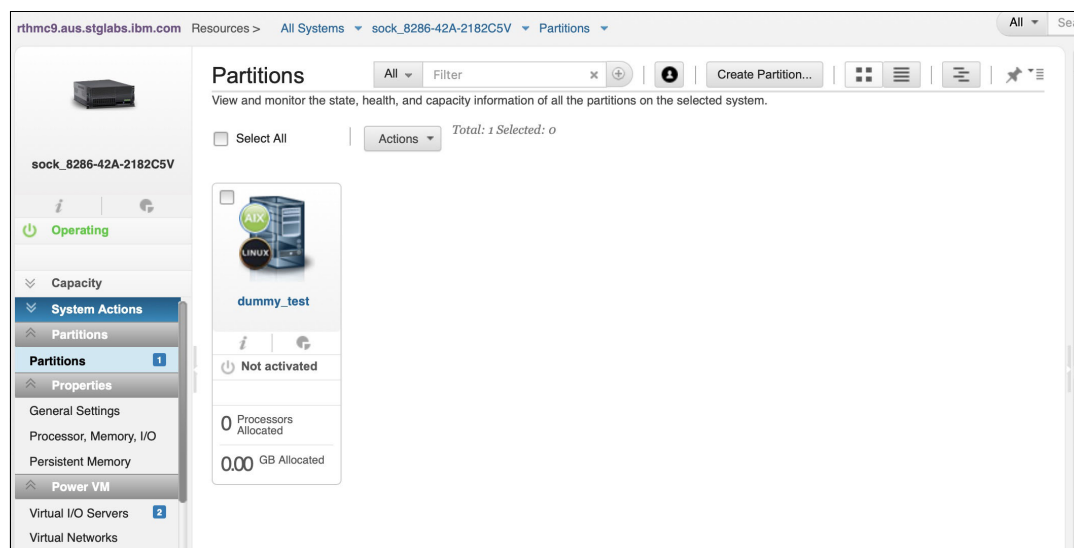 rthmc9.aus.stglabs.ibm.com Resources > All Systems sock_8286-42A-2182C5V Partitions All
Partitions All Filter Create Partition...
View and monitor the state, health, and capacity information of all the partitions on the selected system.
Select All Actions Total: 1 Selected: 0
sock_8286-42A-2182C5V
Operating
Capacity
System Actions
Partitions
Partitions 1
Properties
General Settings
Processor, Memory, I/O
Persistent Memory
Power VM
Virtual I/O Servers 2
Virtual Networks
AIX
LINUX
dummy_test
Not activated
0 Processors
Allocated
0.00 GB Allocated